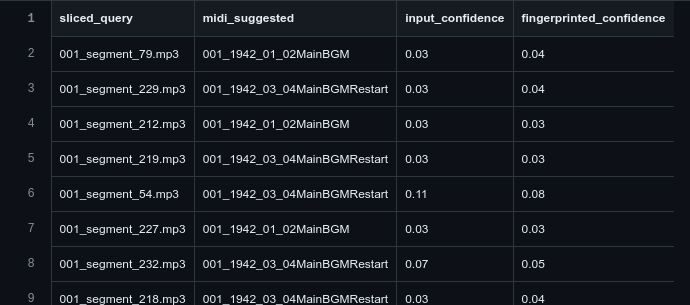 1 sliced_query midi_suggested input_confidence fingerprinted_confidence
2 001_segment_79.mp3 001_1942_01_02MainBGM 0.03 0.04
3 001_segment_229.mp3 001_1942_03_04MainBGMRestart 0.03 0.04
4 001_segment_212.mp3 001_1942_01_02MainBGM 0.03 0.03
5 001_segment_219.mp3 001_1942_03_04MainBGMRestart 0.03 0.03
6 001_segment_54.mp3 001_1942_03_04MainBGMRestart 0.11 0.08
7 001_segment_227.mp3 001_1942_01_02MainBGM 0.03 0.03
8 001_segment_232.mp3 001_1942_03_04MainBGMRestart 0.07 0.05
9 001_segment_218.mp3 001_1942_03_04MainBGMRestart 0.03 0.04